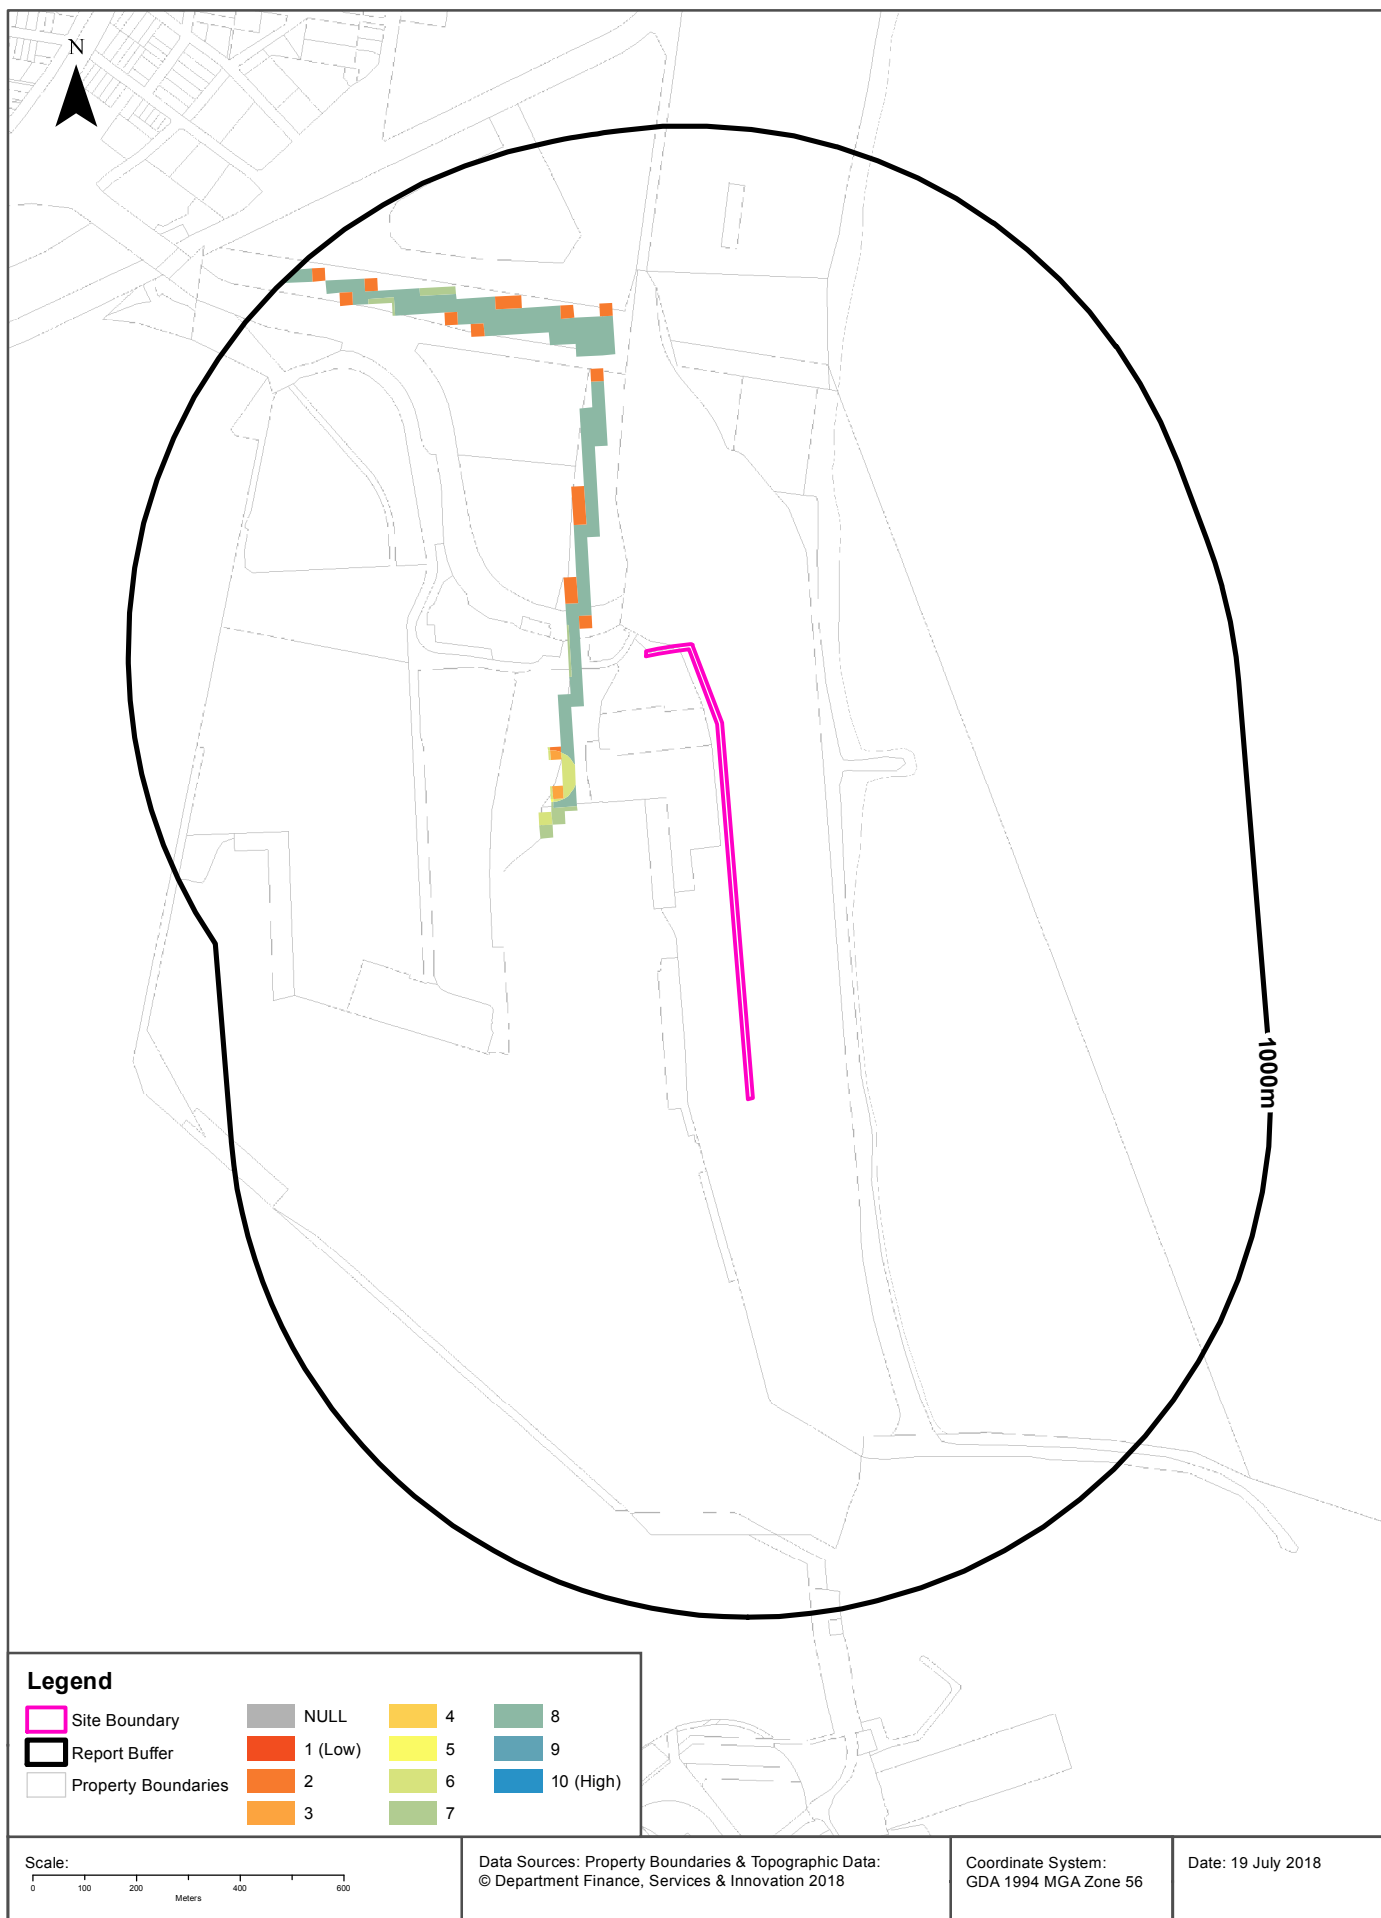 N
1000m
Legend
Site Boundary
Report Buffer
Property Boundaries
NULL
1 (Low)
2
3
4
5
6
7
8
9
10 (High)
Scale:
0 100 200 400 600
Meters
Data Sources: Property Boundaries & Topographic Data:
© Department Finance, Services & Innovation 2018
Coordinate System:
GDA 1994 MGA Zone 56
Date: 19 July 2018